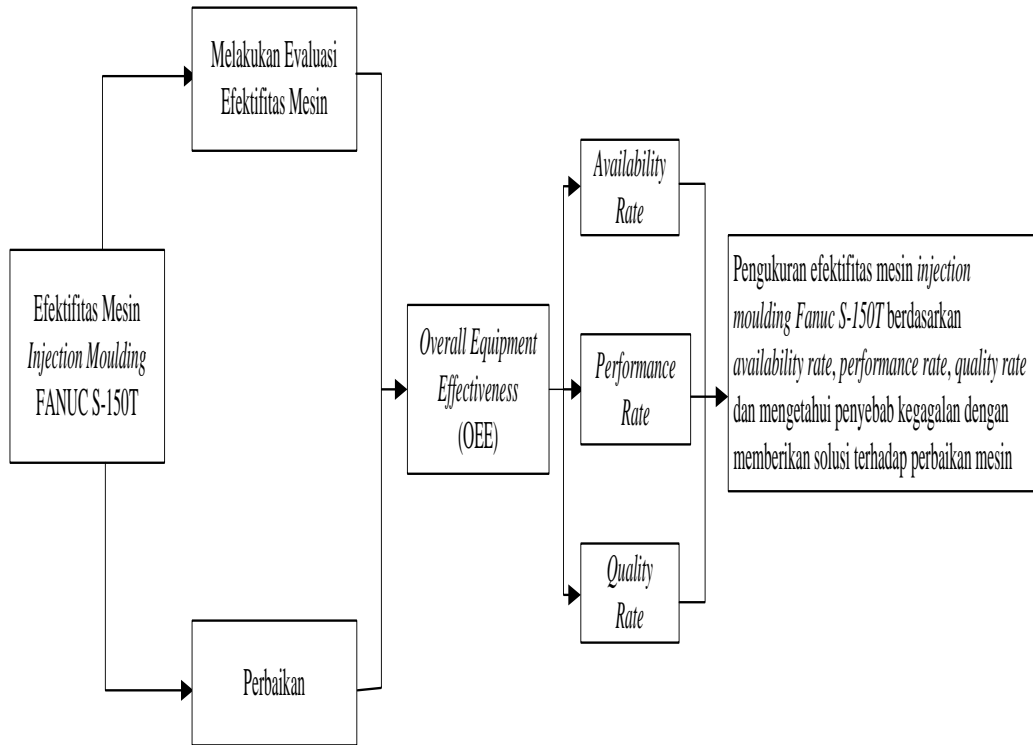 Melakukan Evaluasi
Efektifitas Mesin
Efektifitas Mesin
Injection Moulding
FANUC S-150T
Perbaikan
Overall Equipment
Effectiveness
(OEE)
Availability
Rate
Performance
Rate
Quality
Rate
Pengukuran efektifitas mesin injection
moulding Fanuc S-150T berdasarkan
availability rate, performance rate, quality rate
dan mengetahui penyebab kegagalan dengan
memberikan solusi terhadap perbaikan mesin